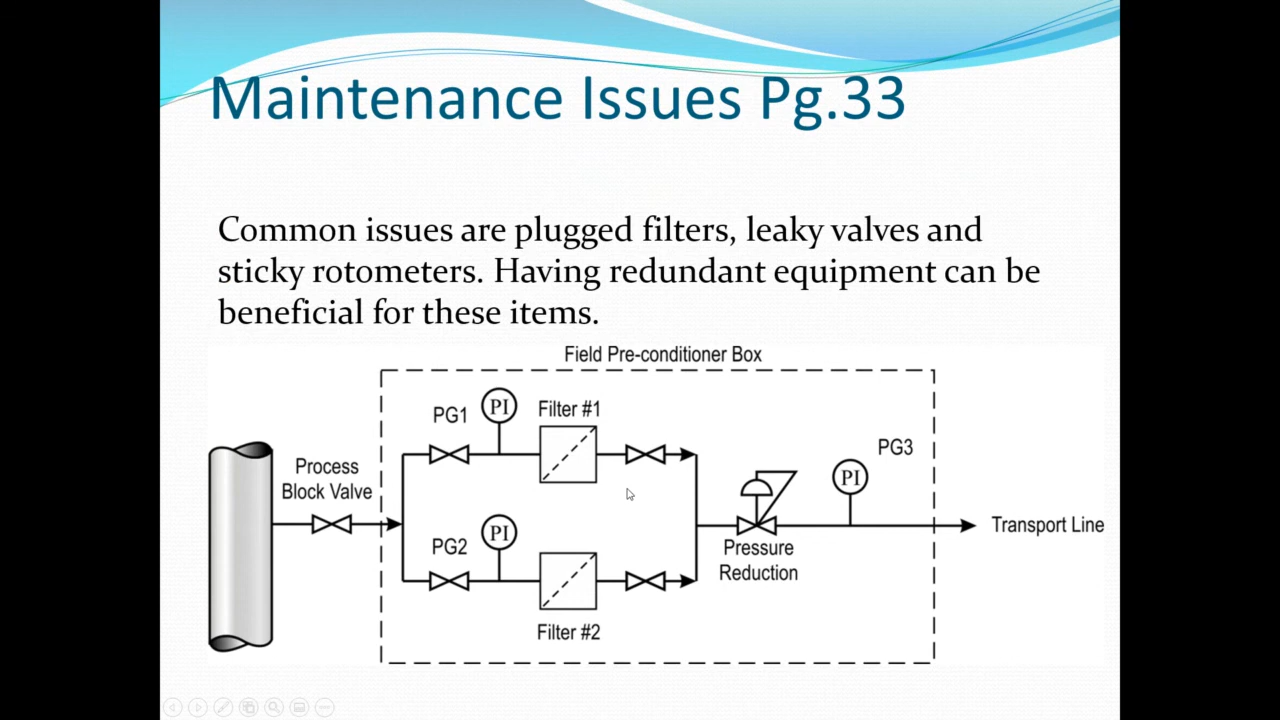 Maintenance Issues Pg.33
Common issues are plugged filters, leaky valves and
sticky rotometers. Having redundant equipment can be
beneficial for these items.
Field Pre-conditioner Box
PG1
PI
Filter #1
PG3
PI
Process
Block Valve
PG2
PI
Filter #2
Pressure
Reduction
Transport Line